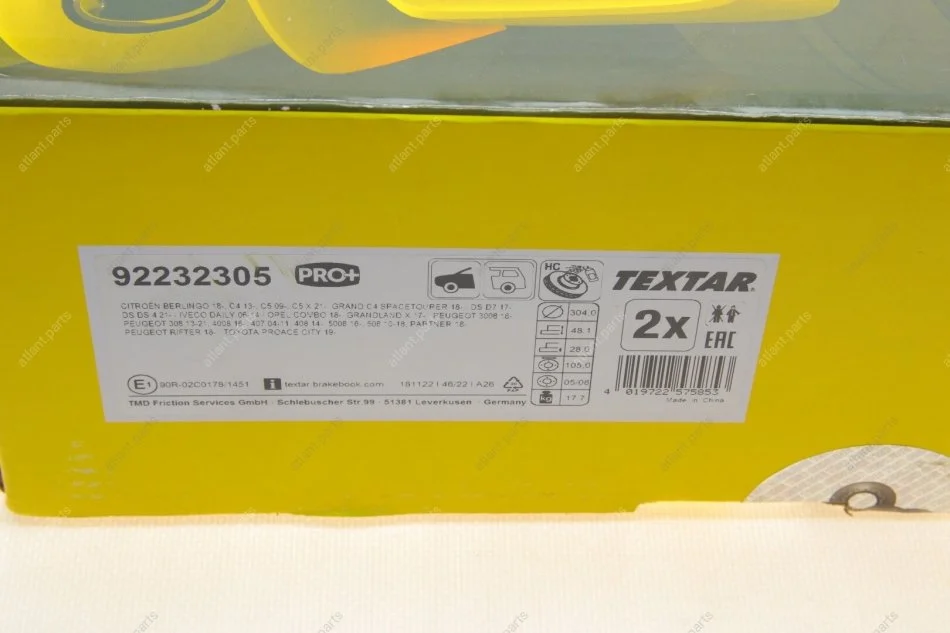 92232305 PRO+
HC TEXTAR
CITROËN BERLINGO 18-, C4 13-, C5 09-, C5 X 21-, GRAND C4 SPACETOURER 18-, DS D7 17-
DS DS 4 21-, IVECO DAILY 06-14, OPEL COMBO 18-, GRANDLAND X 17-, PEUGEOT 3008 16-
PEUGEOT 308 13-21, 4008 16-, 407 04-11, 408 14-, 5008 16-, 508 10-18, PARTNER 18-
PEUGEOT RIFTER 18-, TOYOTA PROACE CITY 19-
304,0
48,1
28,0
105,0
05-08
kg 17,7
2x
EAC
E1 90R-02C0178/1451 i textar.brakebook.com 181122 | 46/22 | A26
TMD Friction Services GmbH - Schlebuscher Str 99 - 51381 Leverkusen - Germany
4 019722 575853
Made in China
atlant.parts